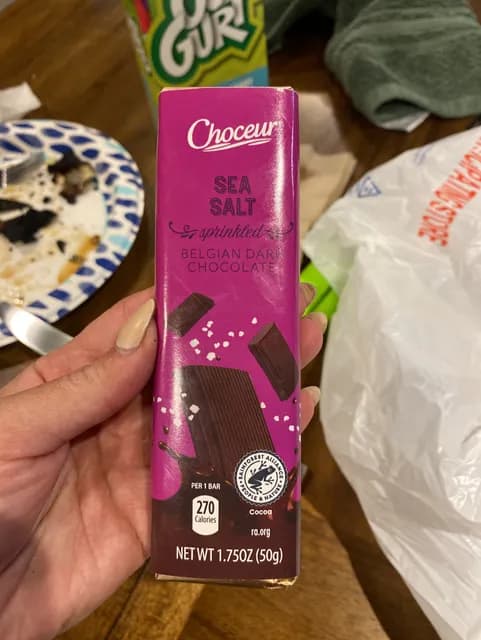 GURT
Choceur
SEA
SALT
sprinkled
BELGIAN DARK
CHOCOLATE
RAINFOREST ALLIANCE
PEOPLE & NATURE
Cocoa
ra.org
PER 1 BAR
270
Calories
NET WT 1.75OZ (50g)